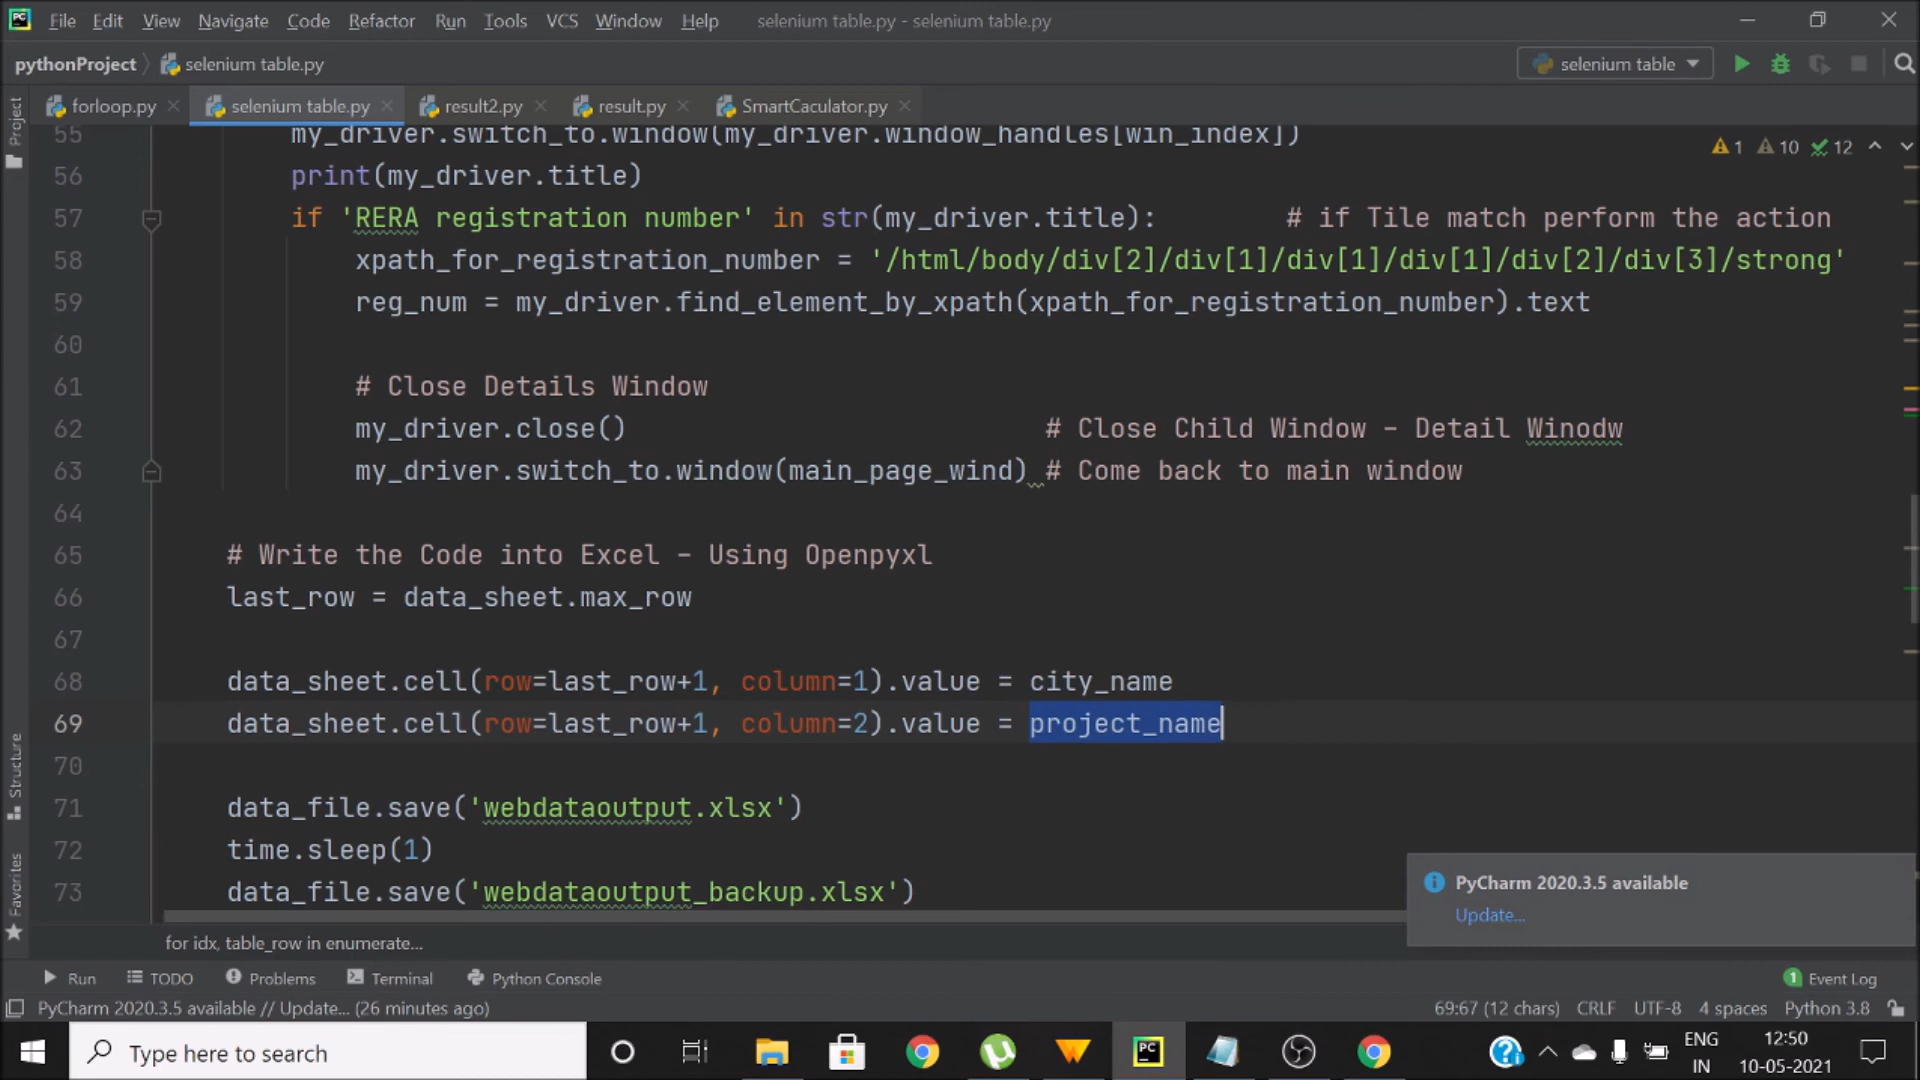 PC File Edit View Navigate Code Refactor Run Tools VCS Window Help selenium table.py - selenium table.py
pythonProject selenium table.py selenium table
forloop.py selenium table.py result2.py result.py SmartCaculator.py
Project
55 my_driver.switch_to.window(my_driver.window_handles[win_index])
1 10 12
56 print(my_driver.title)
57 if 'RERA registration number' in str(my_driver.title): # if Tile match perform the action
58 xpath_for_registration_number = '/html/body/div[2]/div[1]/div[1]/div[1]/div[2]/div[3]/strong'
59 reg_num = my_driver.find_element_by_xpath(xpath_for_registration_number).text
60
61 # Close Details Window
62 my_driver.close() # Close Child Window - Detail Winodw
63 my_driver.switch_to.window(main_page_wind) # Come back to main window
64
65 # Write the Code into Excel - Using Openpyxl
66 last_row = data_sheet.max_row
67
68 data_sheet.cell(row=last_row+1, column=1).value = city_name
69 data_sheet.cell(row=last_row+1, column=2).value = project_name
70
71 data_file.save('webdataoutput.xlsx')
72 time.sleep(1)
73 data_file.save('webdataoutput_backup.xlsx')
Structure
Favorites
PyCharm 2020.3.5 available
Update...
for idx, table_row in enumerate...
Run TODO Problems Terminal Python Console 1 Event Log
PyCharm 2020.3.5 available // Update... (26 minutes ago) 69:67 (12 chars) CRLF UTF-8 4 spaces Python 3.8
Type here to search PC ENG 12:50
IN 10-05-2021